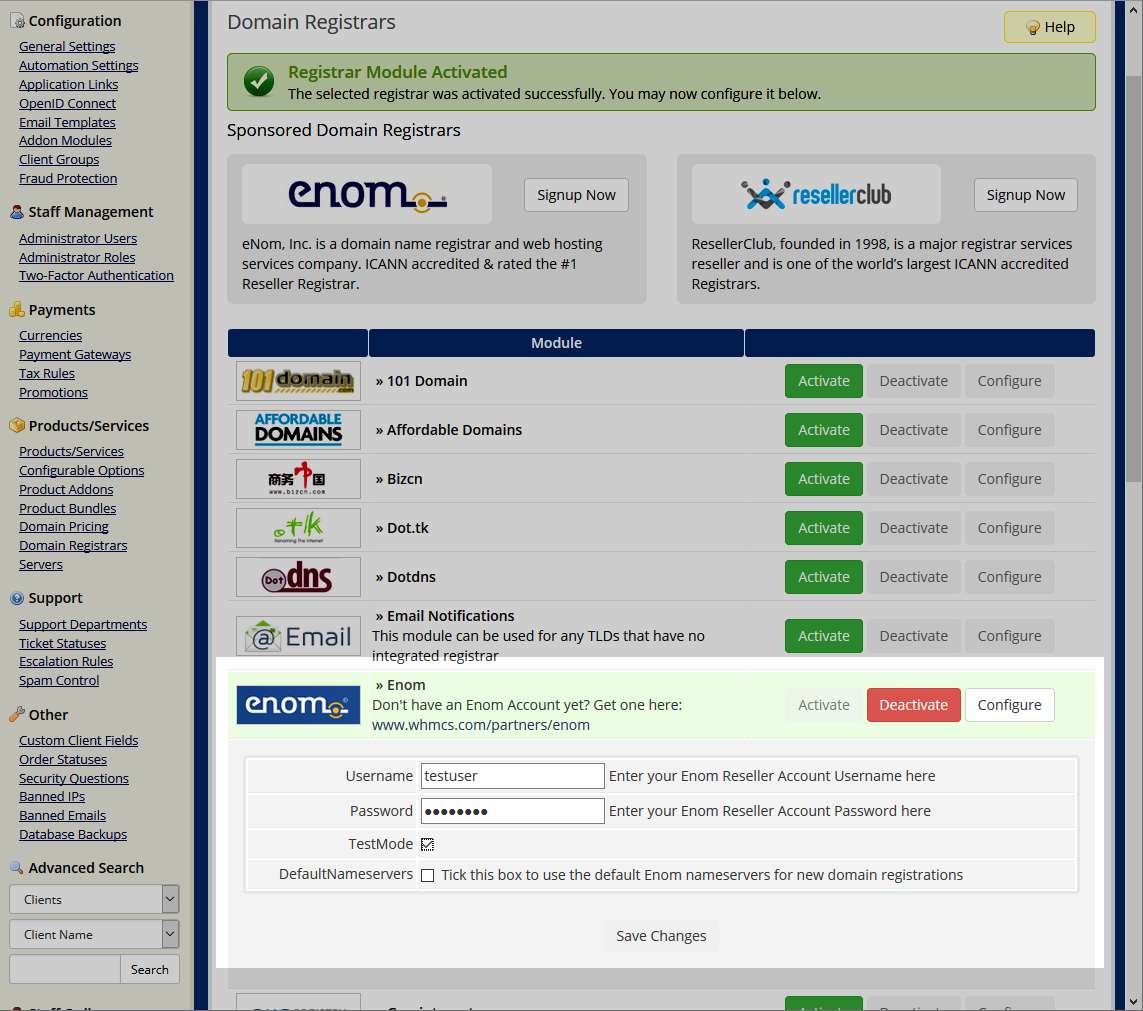 Configuration
General Settings
Automation Settings
Application Links
OpenID Connect
Email Templates
Addon Modules
Client Groups
Fraud Protection
Staff Management
Administrator Users
Administrator Roles
Two-Factor Authentication
Payments
Currencies
Payment Gateways
Tax Rules
Promotions
Products/Services
Products/Services
Configurable Options
Product Addons
Product Bundles
Domain Pricing
Domain Registrars
Servers
Support
Support Departments
Ticket Statuses
Escalation Rules
Spam Control
Other
Custom Client Fields
Order Statuses
Security Questions
Banned IPs
Banned Emails
Database Backups
Advanced Search
Clients
Client Name
Search
Domain Registrars
Help
Registrar Module Activated
The selected registrar was activated successfully. You may now configure it below.
Sponsored Domain Registrars
enom
Signup Now
eNom, Inc. is a domain name registrar and web hosting
services company. ICANN accredited & rated the #1
Reseller Registrar.
resellerclub
Signup Now
ResellerClub, founded in 1998, is a major registrar services
reseller and is one of the world's largest ICANN accredited
Registrars.
Module
101domain.com » 101 Domain Activate Deactivate Configure
AFFORDABLE
DOMAINS
» Affordable Domains Activate Deactivate Configure
商务中国
www.bizcn.com
» Bizcn Activate Deactivate Configure
.tk
Renaming The Internet
» Dot.tk Activate Deactivate Configure
Dot dns » Dotdns Activate Deactivate Configure
@ Email
» Email Notifications
This module can be used for any TLDs that have no
integrated registrar
Activate Deactivate Configure
enom
» Enom
Don't have an Enom Account yet? Get one here:
www.whmcs.com/partners/enom
Activate Deactivate Configure
Username testuser Enter your Enom Reseller Account Username here
Password ●●●●●●●● Enter your Enom Reseller Account Password here
TestMode
DefaultNameservers Tick this box to use the default Enom nameservers for new domain registrations
Save Changes